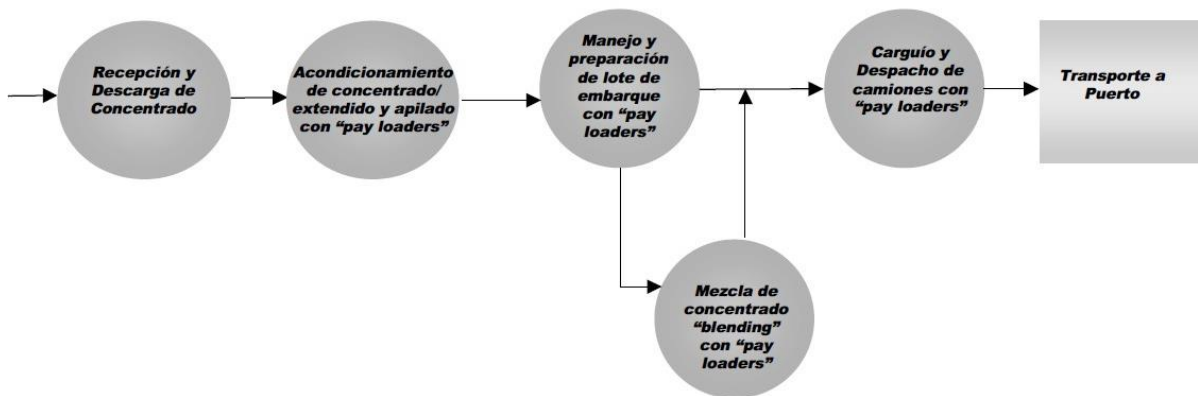 Recepción y
Descarga de
Concentrado
Acondicionamiento
de concentrado/
extendido y apilado
con “pay loaders”
Manejo y
preparación
de lote de
embarque
con “pay
loaders”
Mezcla de
concentrado
“blending”
con “pay
loaders”
Carguío y
Despacho de
camiones con
“pay loaders”
Transporte a
Puerto